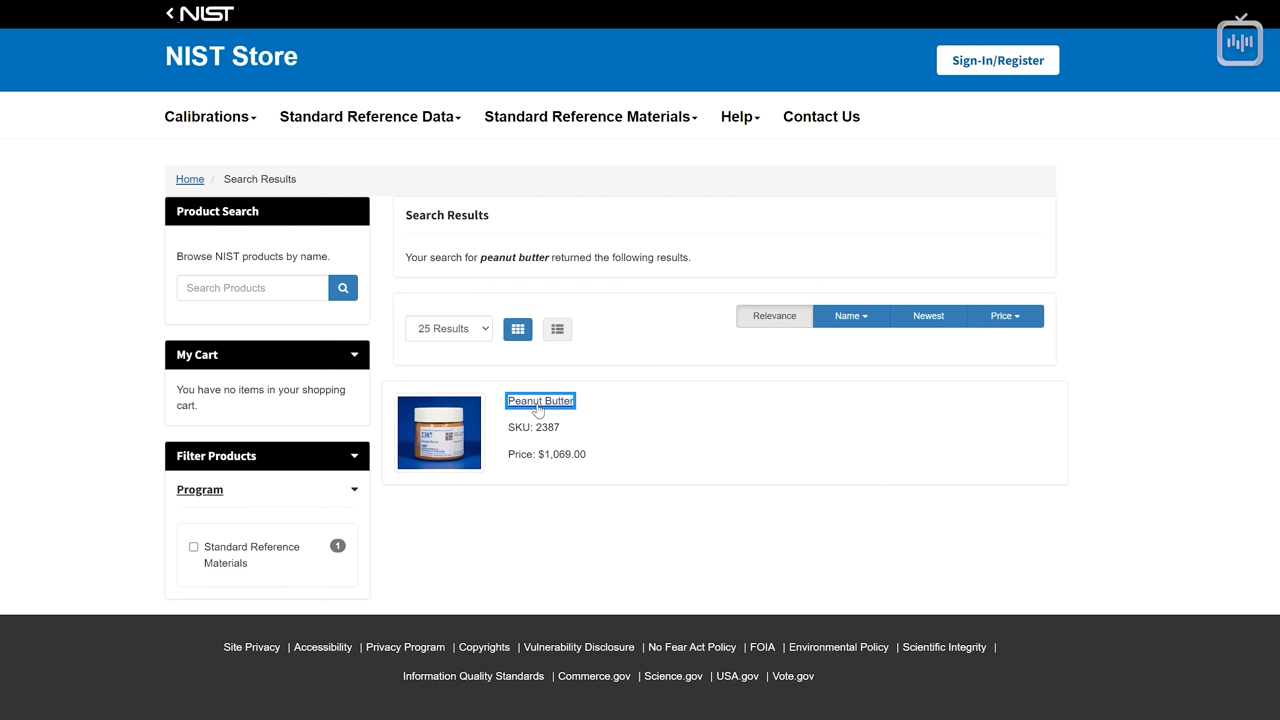 NIST
NIST Store
Sign-In/Register
Calibrations
Standard Reference Data
Standard Reference Materials
Help
Contact Us
Home / Search Results
Product Search
Browse NIST products by name.
Search Products
My Cart
You have no items in your shopping
cart.
Filter Products
Program
Standard Reference
Materials
1
Search Results
Your search for peanut butter returned the following results.
25 Results
Relevance
Name
Newest
Price
2387
Peanut Butter
Peanut Butter
SKU: 2387
Price: $1,069.00
Site Privacy | Accessibility | Privacy Program | Copyrights | Vulnerability Disclosure | No Fear Act Policy | FOIA | Environmental Policy | Scientific Integrity |
Information Quality Standards | Commerce.gov | Science.gov | USA.gov | Vote.gov